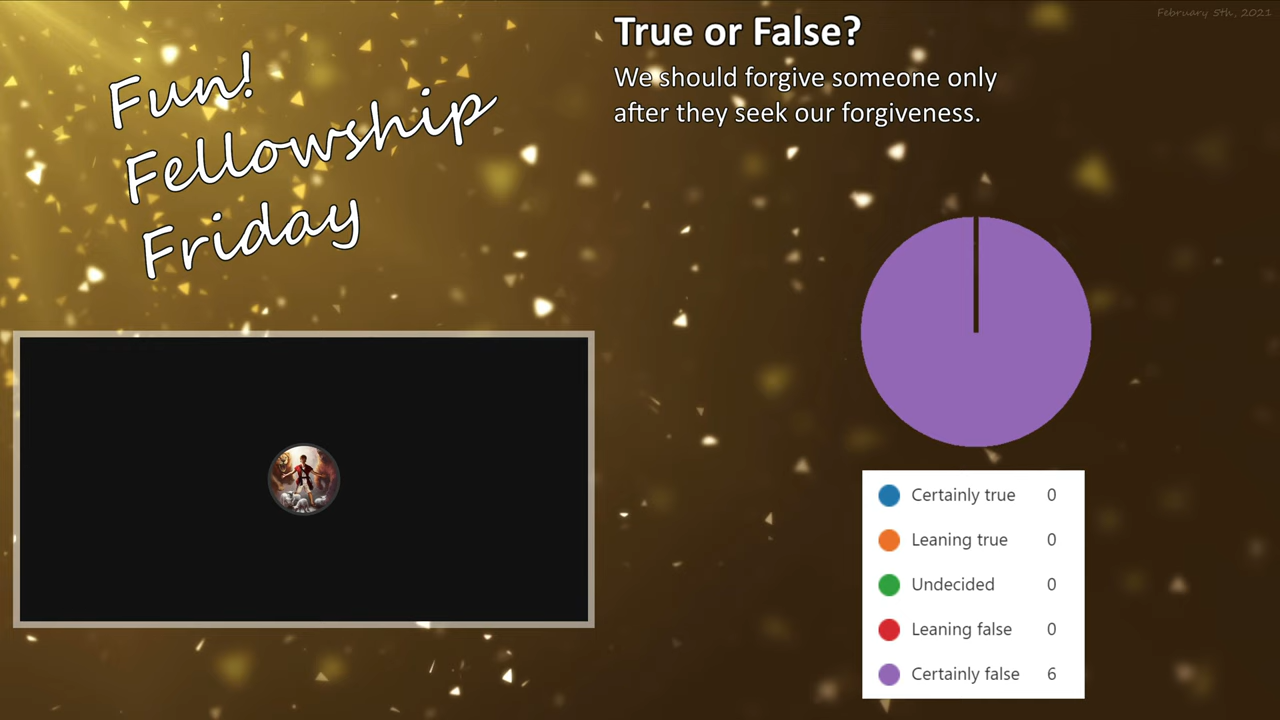 February 5th, 2021
Fun!
Fellowship
Friday
True or False?
We should forgive someone only
after they seek our forgiveness.
Certainly true 0
Leaning true 0
Undecided 0
Leaning false 0
Certainly false 6